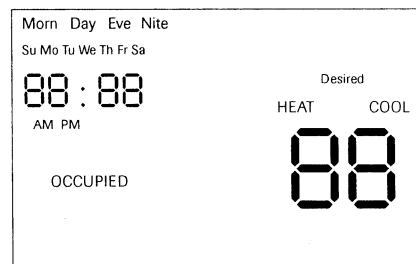 Morn Day Eve Nite
Su Mo Tu We Th Fr Sa
88:88
AM PM
OCCUPIED
Desired
HEAT COOL
88